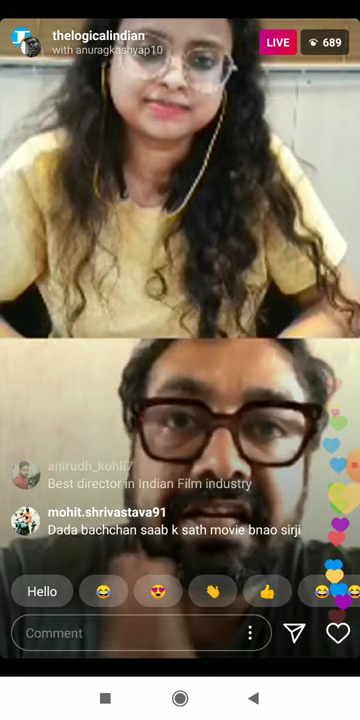 thelogicalindian
with anuragkashyap10
LIVE
689
anirudh_kohli7
Best director in Indian Film industry
mohit.shrivastava91
Dada bachchan saab k sath movie bnao sirji
Hello
Comment